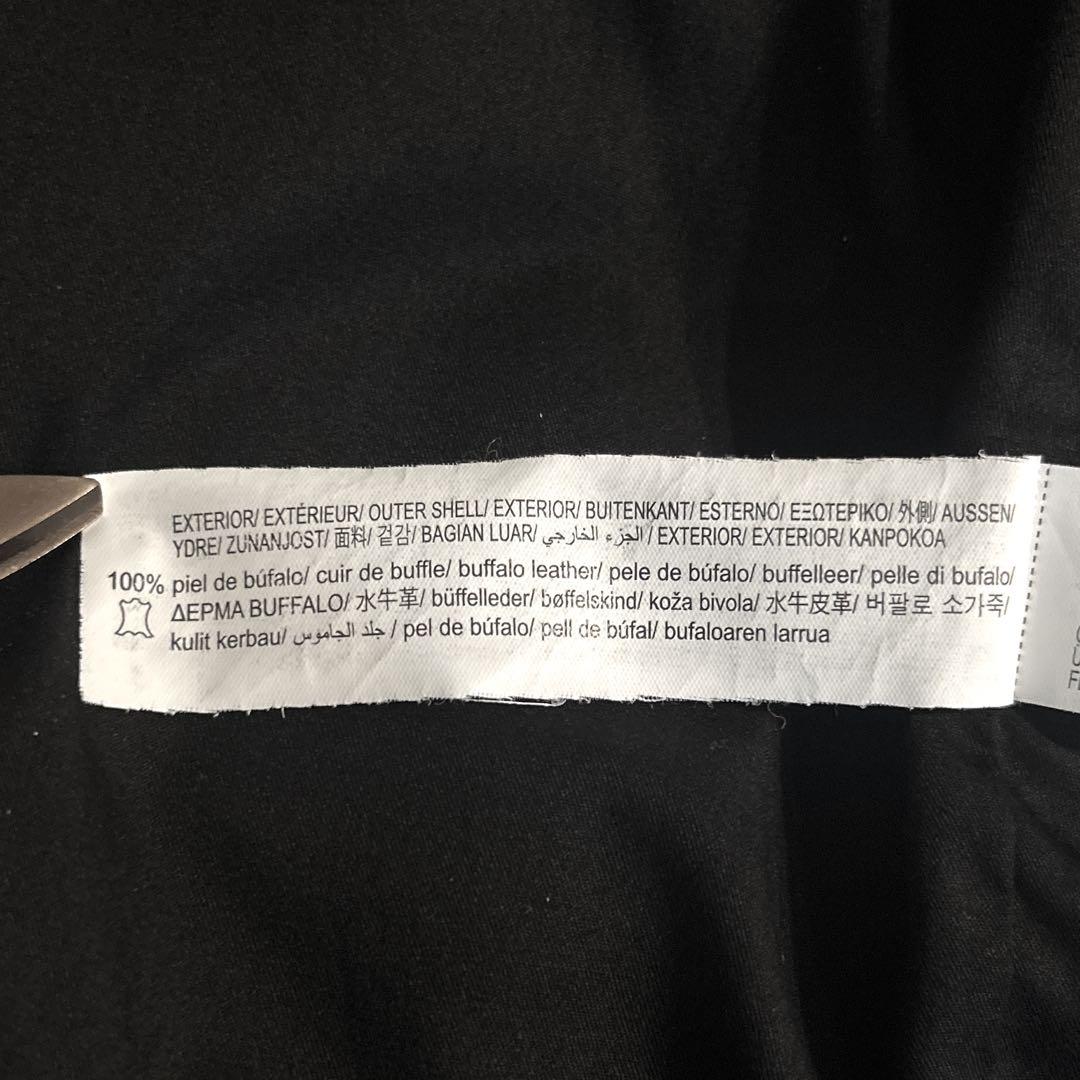 EXTERIOR/ EXTÉRIEUR/ OUTER SHELL/ EXTERIOR/ BUITENKANT/ ESTERNO/ ΕΞΩΤΕΡΙΚΟ/ 外側/ AUSSEN/
YDRE/ ZUNANJOST/ 面料/ 겉감/ BAGIAN LUAR/ الجزء الخارجي / EXTERIOR/ EXTERIOR/ KANPOKOA
100% piel de búfalo/ cuir de buffle/ buffalo leather/ pele de búfalo/ buffelleer/ pelle di bufalo/
ΔΕΡΜΑ BUFFALO/ 水牛革/ büffelleder/ bøffelskind/ koža bivola/ 水牛皮革/ 버팔로 소가죽/
kulit kerbau/ جلد الجاموس / pel de búfalo/ pell de búfal/ bufaloaren larrua